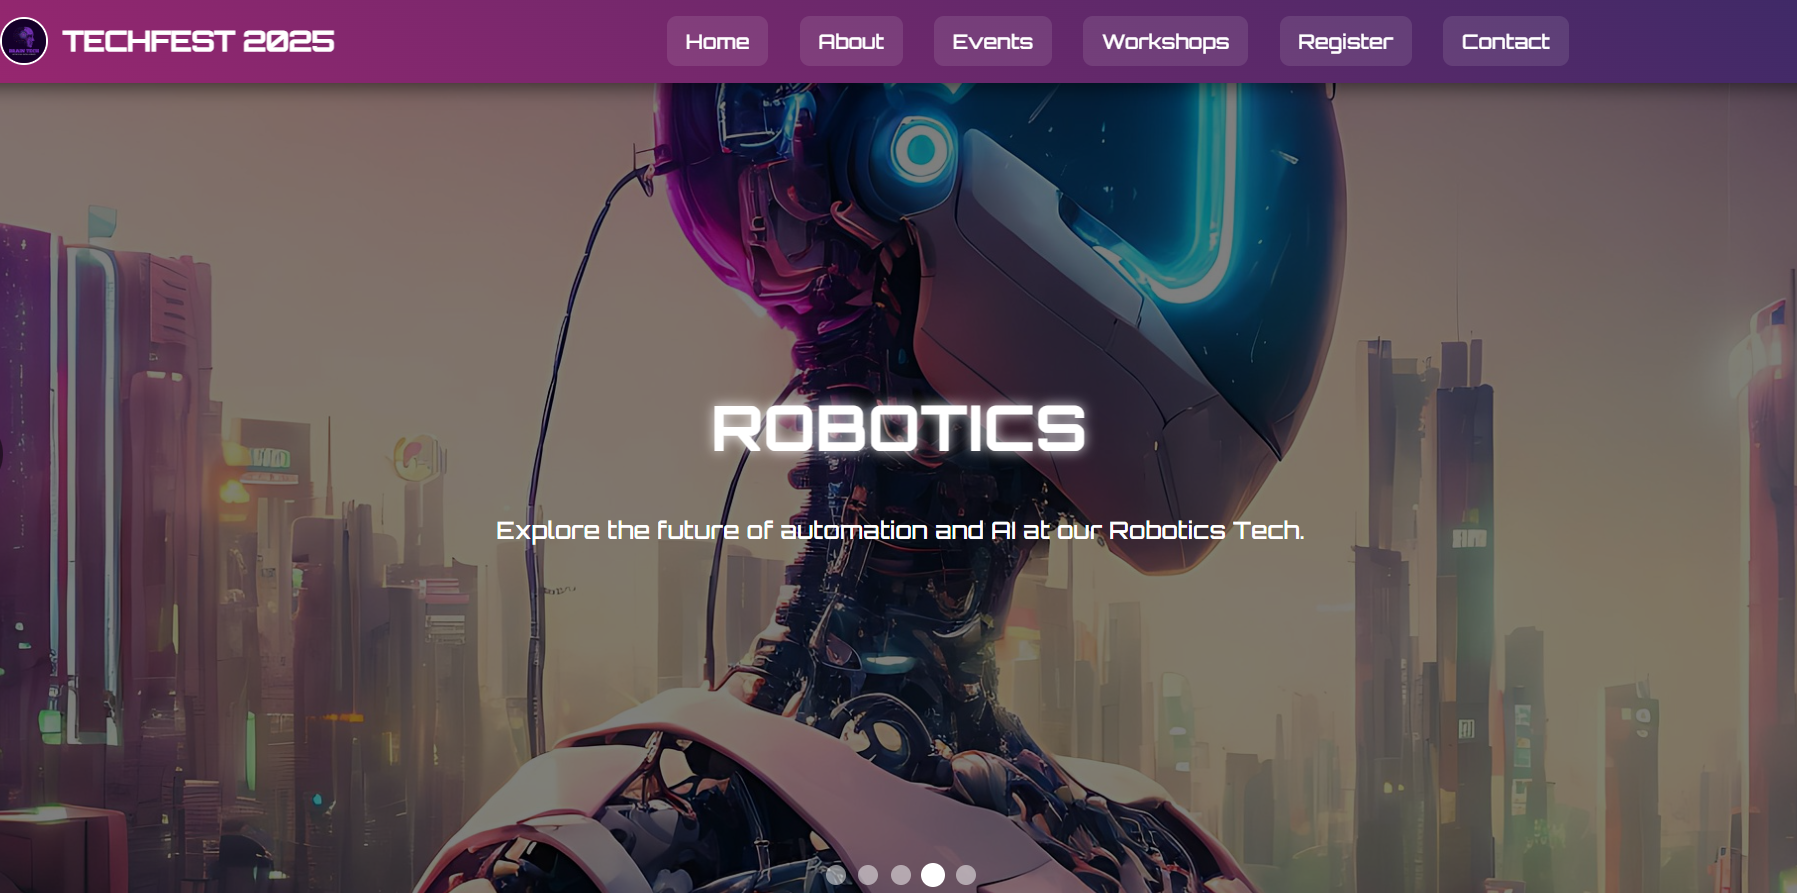 TECHFEST 2025
Home About Events Workshops Register Contact
ROBOTICS
Explore the future of automation and AI at our Robotics Tech.